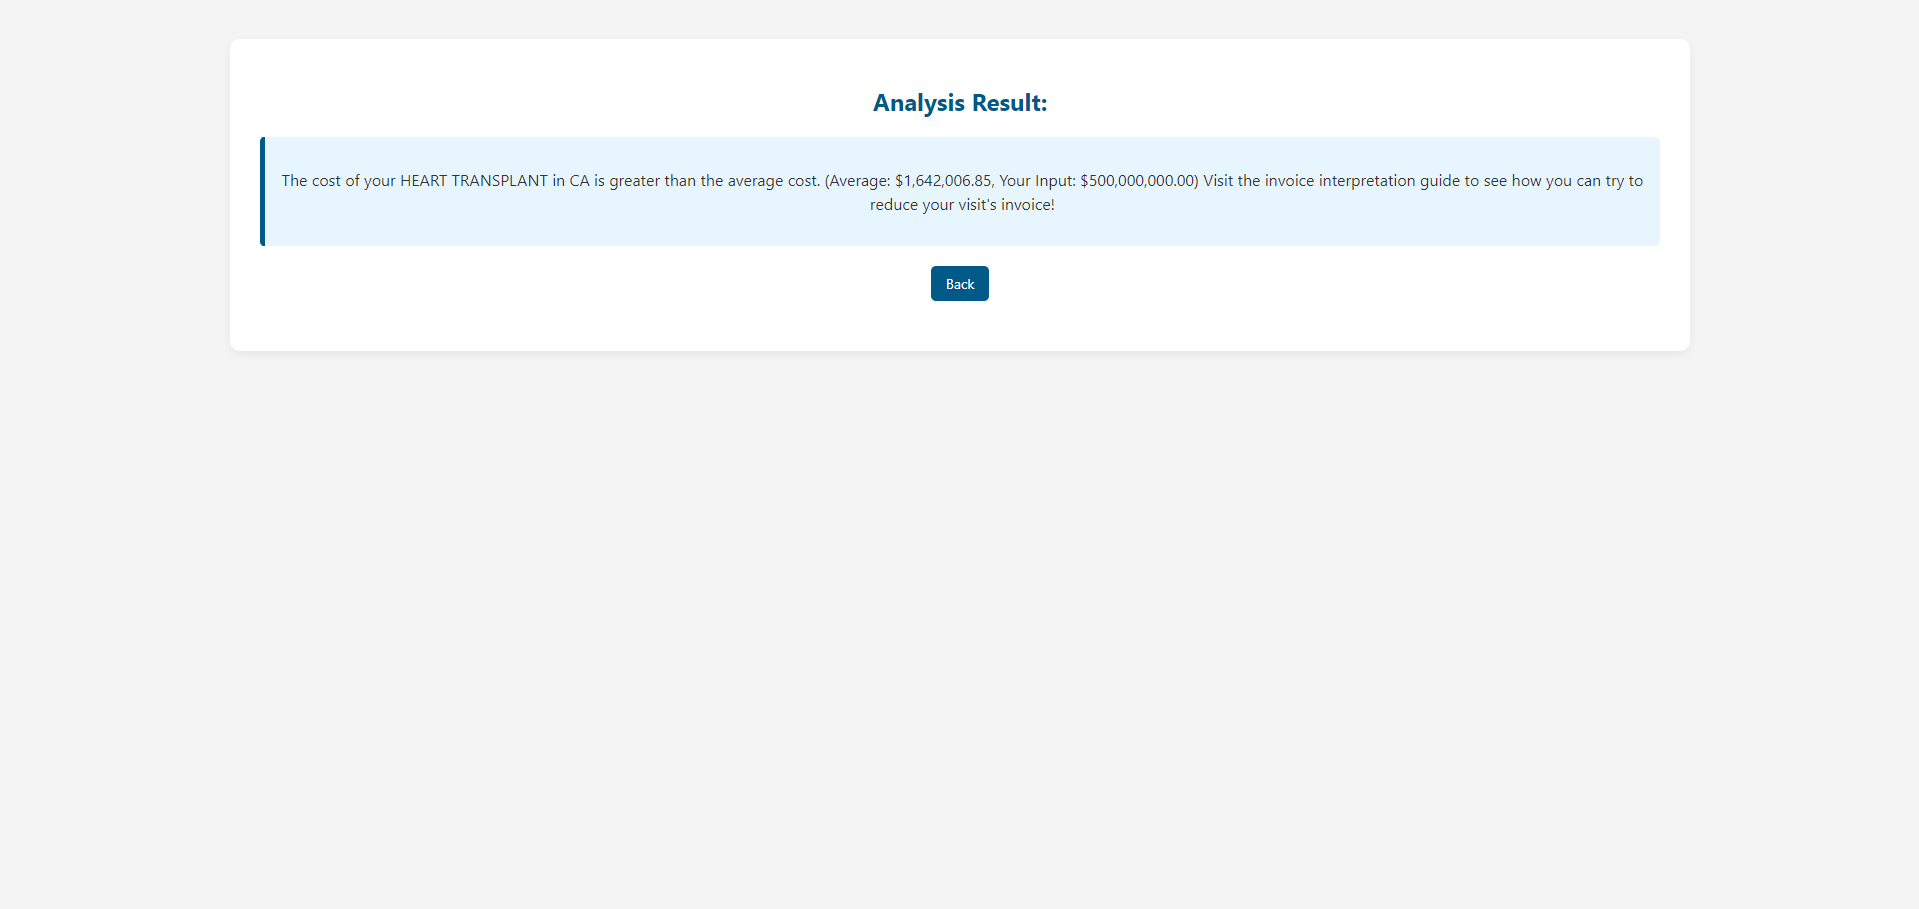 Analysis Result:
The cost of your HEART TRANSPLANT in CA is greater than the average cost. (Average: $1,642,006.85, Your Input: $500,000,000.00) Visit the invoice interpretation guide to see how you can try to
reduce your visit's invoice!
Back